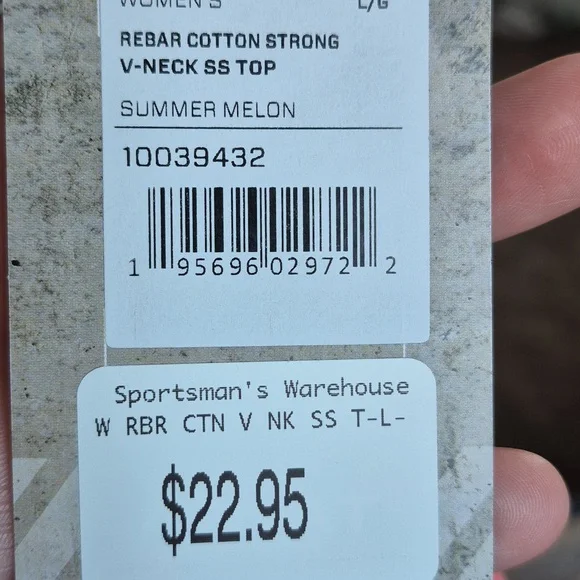 WOMEN'S L/G
REBAR COTTON STRONG
V-NECK SS TOP
SUMMER MELON
10039432
1 95696 02972 2
Sportsman's Warehouse
W RBR CTN V NK SS T-L-
$22.95